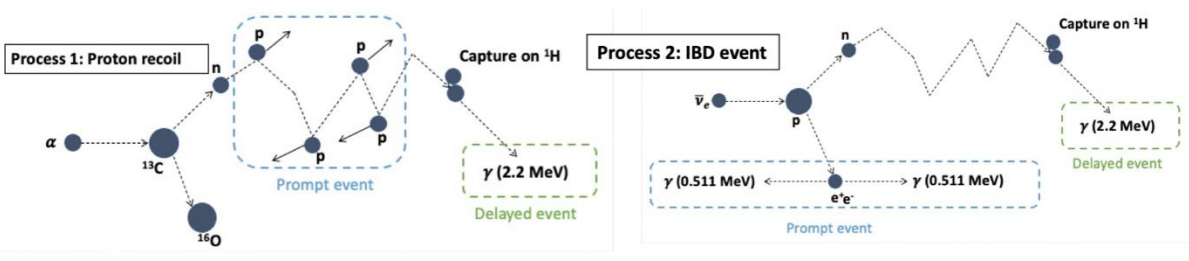 Process 1: Proton recoil
n
p
p
Capture on ¹H
α
¹³C
p
p
γ (2.2 MeV)
Prompt event
Delayed event
¹⁶O
Process 2: IBD event
n
Capture on ¹H
ν̅ₑ
p
γ (2.2 MeV)
Delayed event
γ (0.511 MeV)
γ (0.511 MeV)
e⁺e⁻
Prompt event